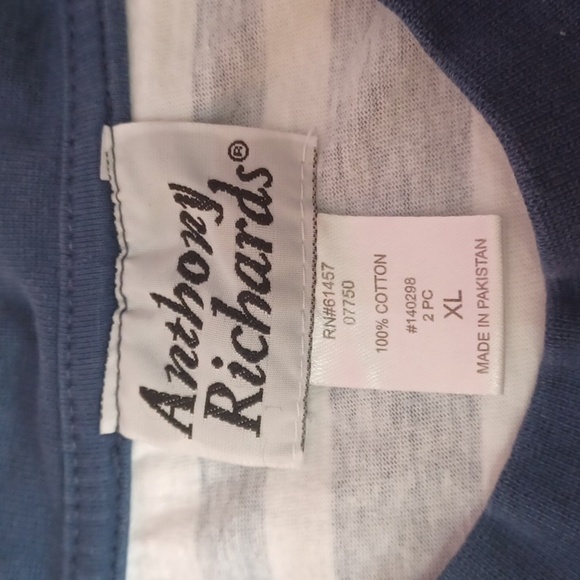 Anthony
Richards®
RN#61457
07750
100% COTTON
#140298
2 PC
XL
MADE IN PAKISTAN